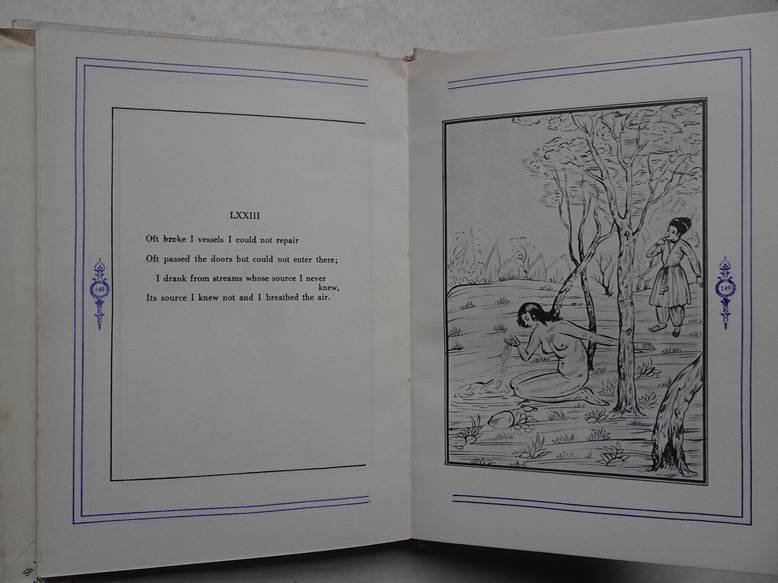 LXXIII
Oft broke I vessels I could not repair
Oft passed the doors but could not enter there;
I drank from streams whose source I never
knew,
Its source I knew not and I breathed the air.
148
149